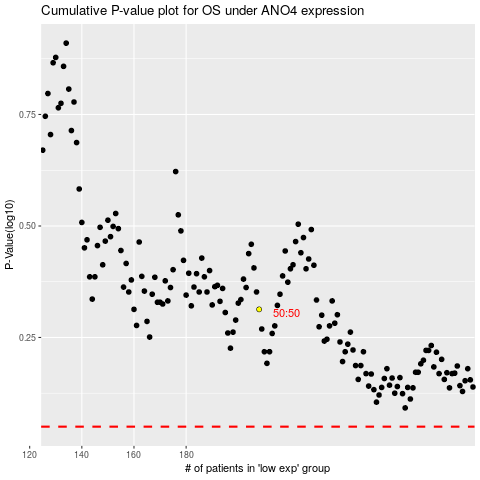 Cumulative P-value plot for OS under ANO4 expression
P-Value(log10)
0.75
0.50
0.25
50:50
120 140 160 180
# of patients in 'low exp' group